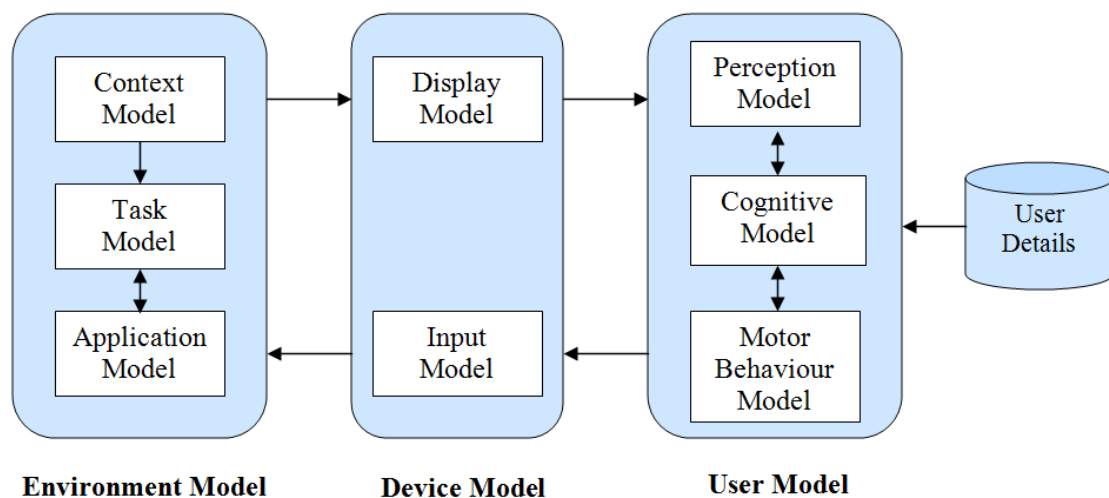 Context
Model
Task
Model
Application
Model
Display
Model
Input
Model
Perception
Model
Cognitive
Model
Motor
Behaviour
Model
User
Details
Environment Model
Device Model
User Model